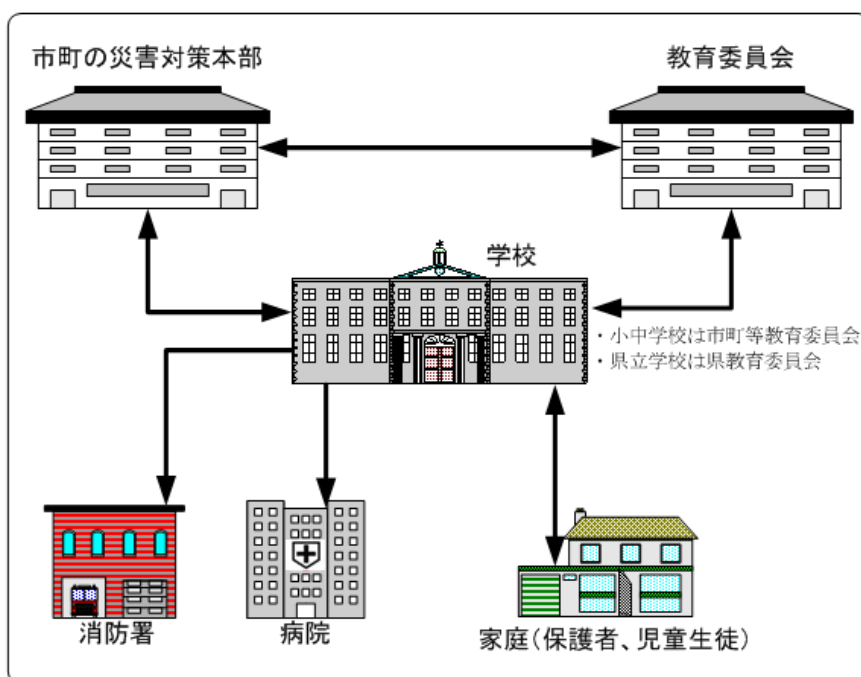 市町の災害対策本部
教育委員会
学校
・小中学校は市町等教育委員会
・県立学校は県教育委員会
消防署
病院
家庭(保護者、児童生徒)